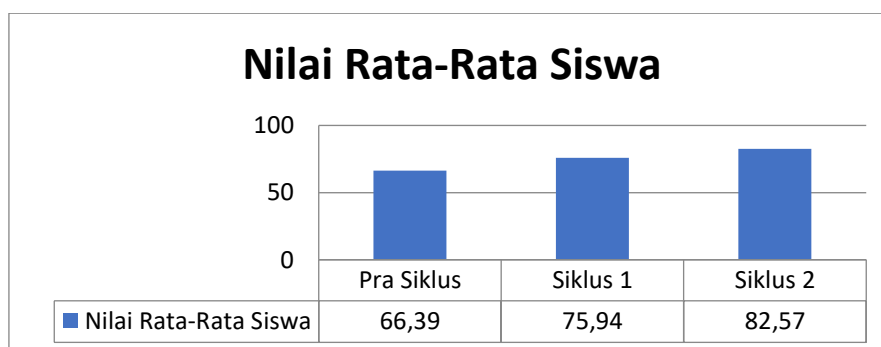 Nilai Rata-Rata Siswa
100
50
0
Pra Siklus Siklus 1 Siklus 2
Nilai Rata-Rata Siswa 66,39 75,94 82,57